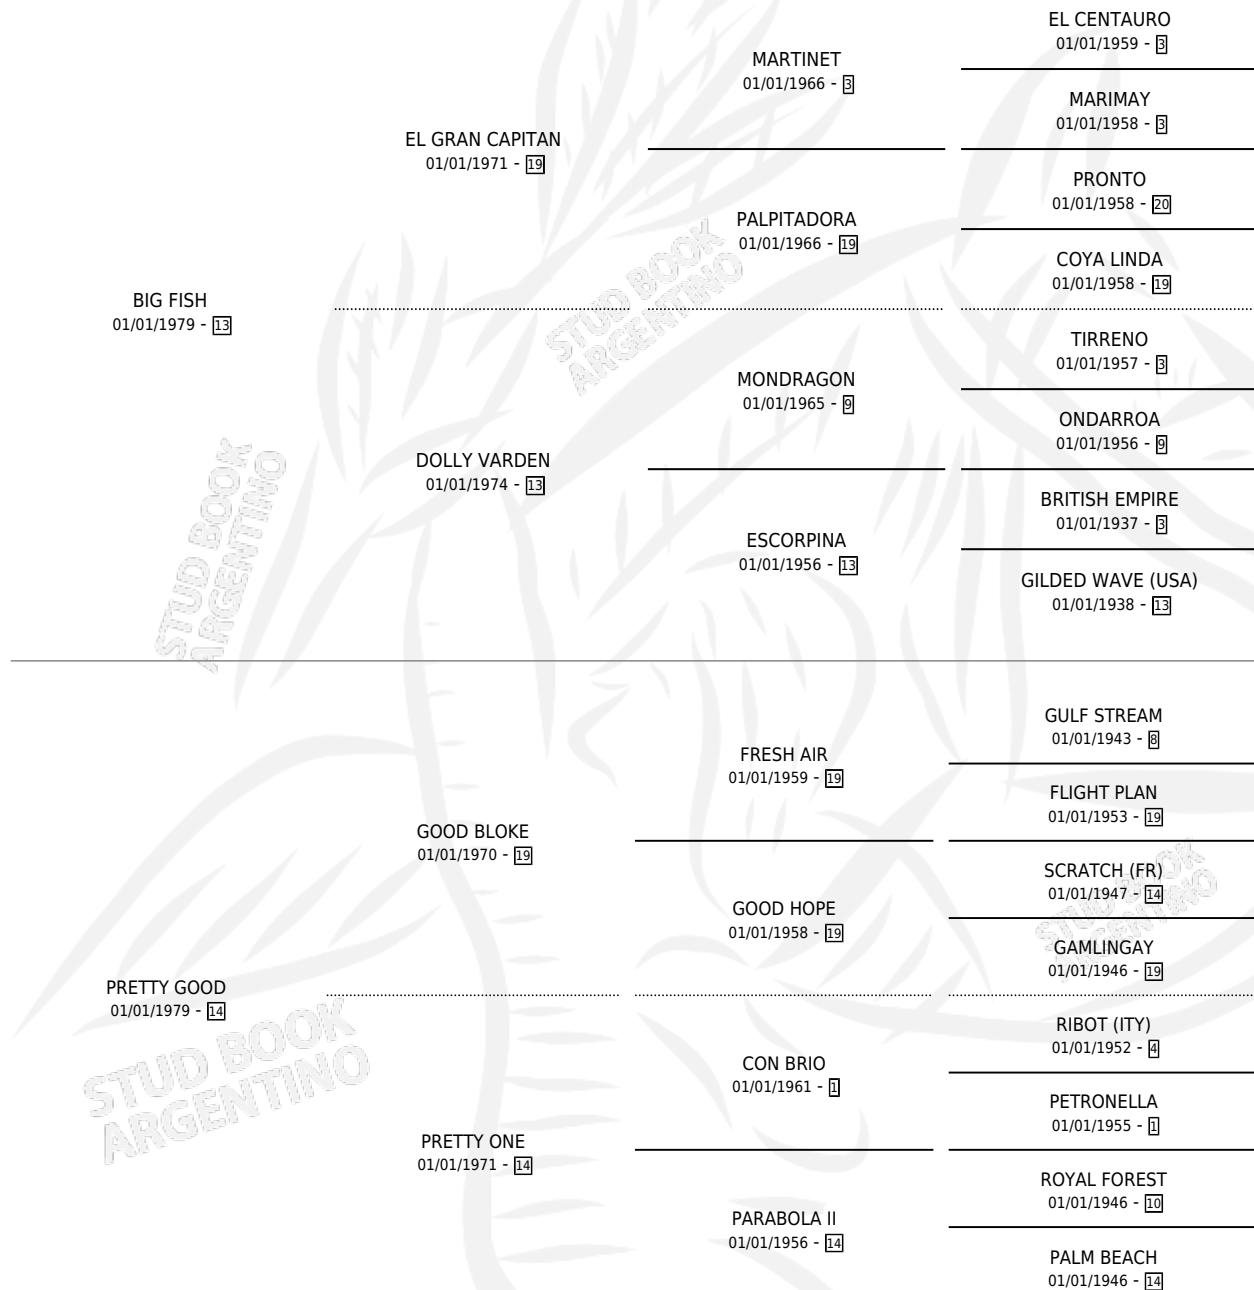 EL CENTAURO
01/01/1959 - 3
MARTINET
01/01/1966 - 3
MARIMAY
01/01/1958 - 3
EL GRAN CAPITAN
01/01/1971 - 19
PRONTO
01/01/1958 - 20
PALPITADORA
01/01/1966 - 19
COYA LINDA
01/01/1958 - 19
BIG FISH
01/01/1979 - 13
STUD BOOK
ARGENTINO
TIRRENO
01/01/1957 - 3
MONDRAGON
01/01/1965 - 9
ONDARROA
01/01/1956 - 9
DOLLY VARDEN
01/01/1974 - 13
BRITISH EMPIRE
01/01/1937 - 3
ESCORPINA
01/01/1956 - 13
GILDED WAVE (USA)
01/01/1938 - 13
STUD BOOK
ARGENTINO
GULF STREAM
01/01/1943 - 8
FRESH AIR
01/01/1959 - 19
FLIGHT PLAN
01/01/1953 - 19
GOOD BLOKE
01/01/1970 - 19
SCRATCH (FR)
01/01/1947 - 14
GOOD HOPE
01/01/1958 - 19
STUD BOOK
ARGENTINO
GAMLINGAY
01/01/1946 - 19
PRETTY GOOD
01/01/1979 - 14
RIBOT (ITY)
01/01/1952 - 4
CON BRIO
01/01/1961 - 1
STUD BOOK
ARGENTINO
PETRONELLA
01/01/1955 - 1
PRETTY ONE
01/01/1971 - 14
ROYAL FOREST
01/01/1946 - 10
PARABOLA II
01/01/1956 - 14
PALM BEACH
01/01/1946 - 14